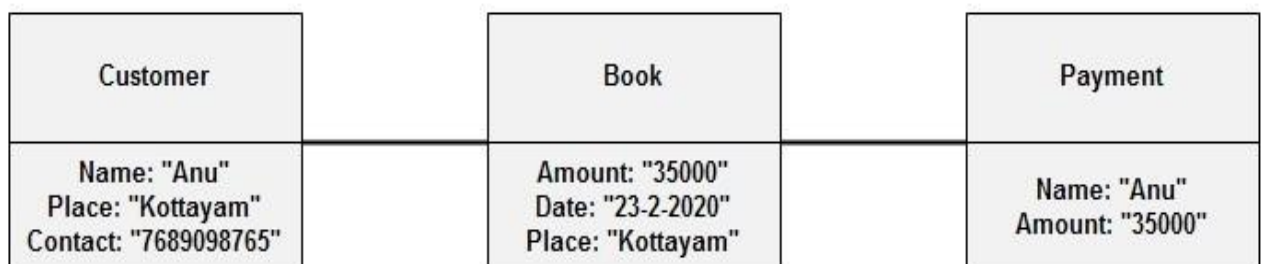 Customer
Name: "Anu"
Place: "Kottayam"
Contact: "7689098765"
Book
Amount: "35000"
Date: "23-2-2020"
Place: "Kottayam"
Payment
Name: "Anu"
Amount: "35000"